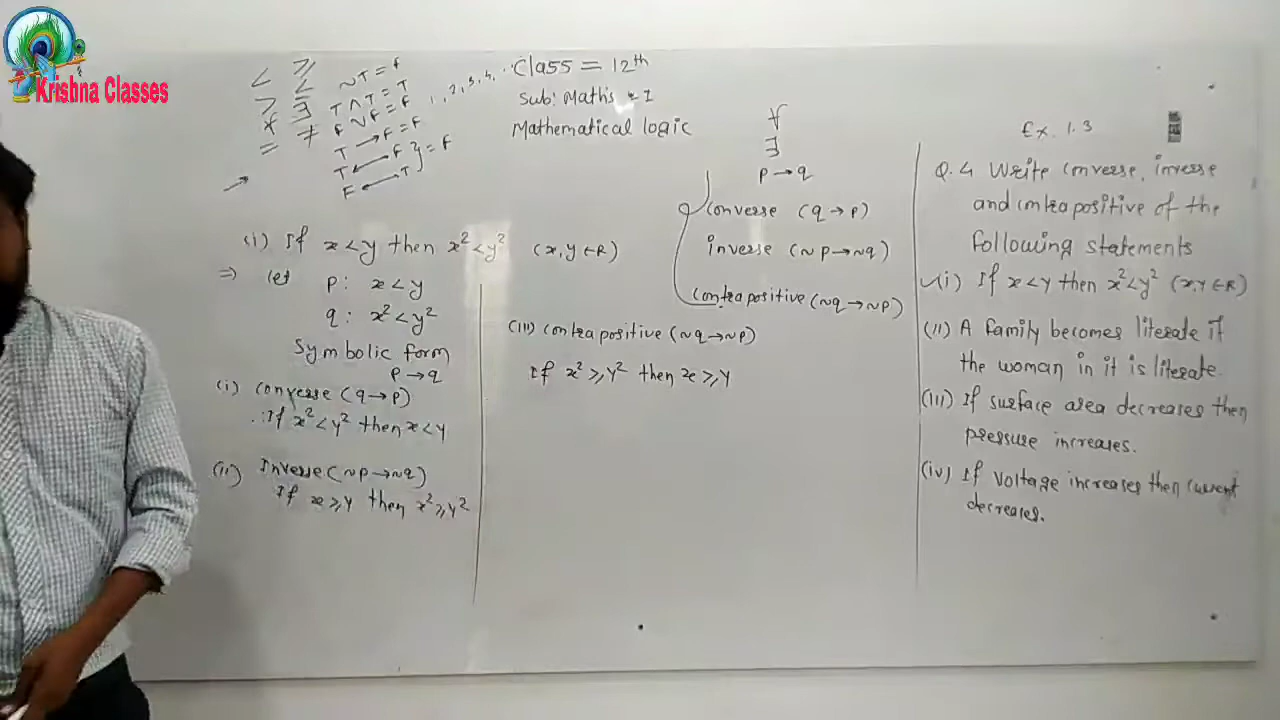 Krishna Classes
Class = 12th
Sub: Maths - I
Mathematical logic
< ≥
> ≤
= ≠
~T = f
T ∧ T = T
F ~ F = F
T → F = F
T ← F } = F
F ← T
1, 2, 3, 4, . .
∀
∃
p → q
converse (q → p)
inverse (~p → ~q)
contrapositive (~q → ~p)
(i) If x < y then x² < y² (x, y ∈ R)
⇒ let p: x < y
q: x² < y²
Symbolic form
p → q
(i) converse (q → p)
∴ If x² < y² then x < y
(ii) Inverse (~p → ~q)
If x ≥ y then x² ≥ y²
(iii) contrapositive (~q → ~p)
If x² ≥ y² then x ≥ y
Ex. 1.3
Q.4 Write converse, inverse
and contrapositive of the
following statements
✓(i) If x < y then x² < y² (x, y ∈ R)
(ii) A family becomes literate if
the woman in it is literate.
(iii) If surface area decreases then
pressure increases.
(iv) If voltage increases then current
decreases.